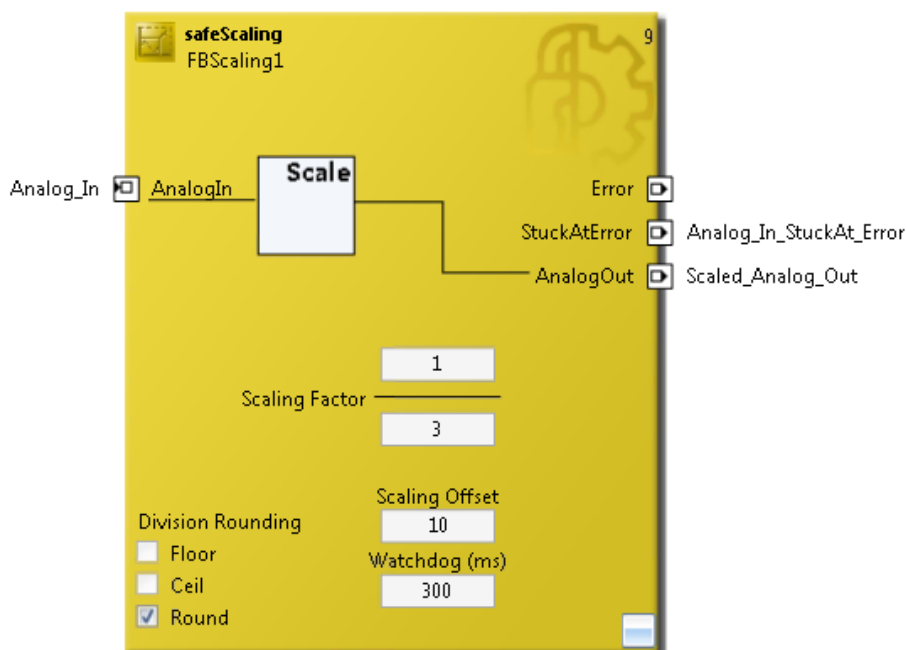 safeScaling
9
FBScaling1
Scale
Analog_In AnalogIn Error
StuckAtError Analog_In_StuckAt_Error
AnalogOut Scaled_Analog_Out
1
Scaling Factor
3
Scaling Offset
Division Rounding 10
Floor Watchdog (ms)
Ceil 300
Round